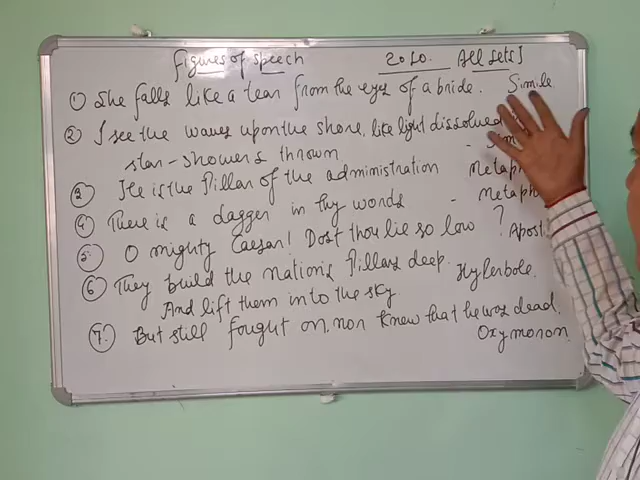 Figures of speech 2010 All Sets]
① She falls like a tear from the eyes of a bride. Simile
② I see the waves upon the shore, like light dissolved
star-showers thrown - Sim
③ He is the Pillar of the administration Metaph
④ There is a dagger in thy words - Metaph
⑤ O mighty Caesar! Dost thou lie so low ? Apost
⑥ They build the nation's Pillars deep. Hyperbole.
And lift them into the sky
⑦ But still fought on, nor knew that he was dead.
Oxymoron.